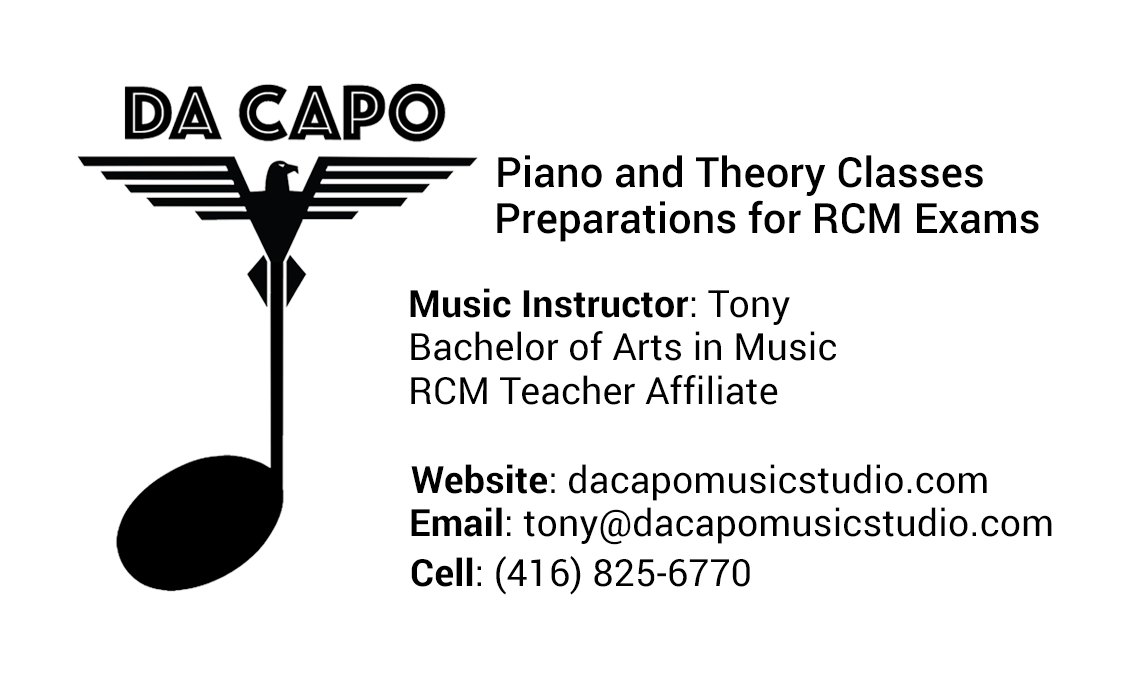 DA CAPO
Piano and Theory Classes
Preparations for RCM Exams
Music Instructor: Tony
Bachelor of Arts in Music
RCM Teacher Affiliate
Website: dacapomusicstudio.com
Email: tony@dacapomusicstudio.com
Cell: (416) 825-6770